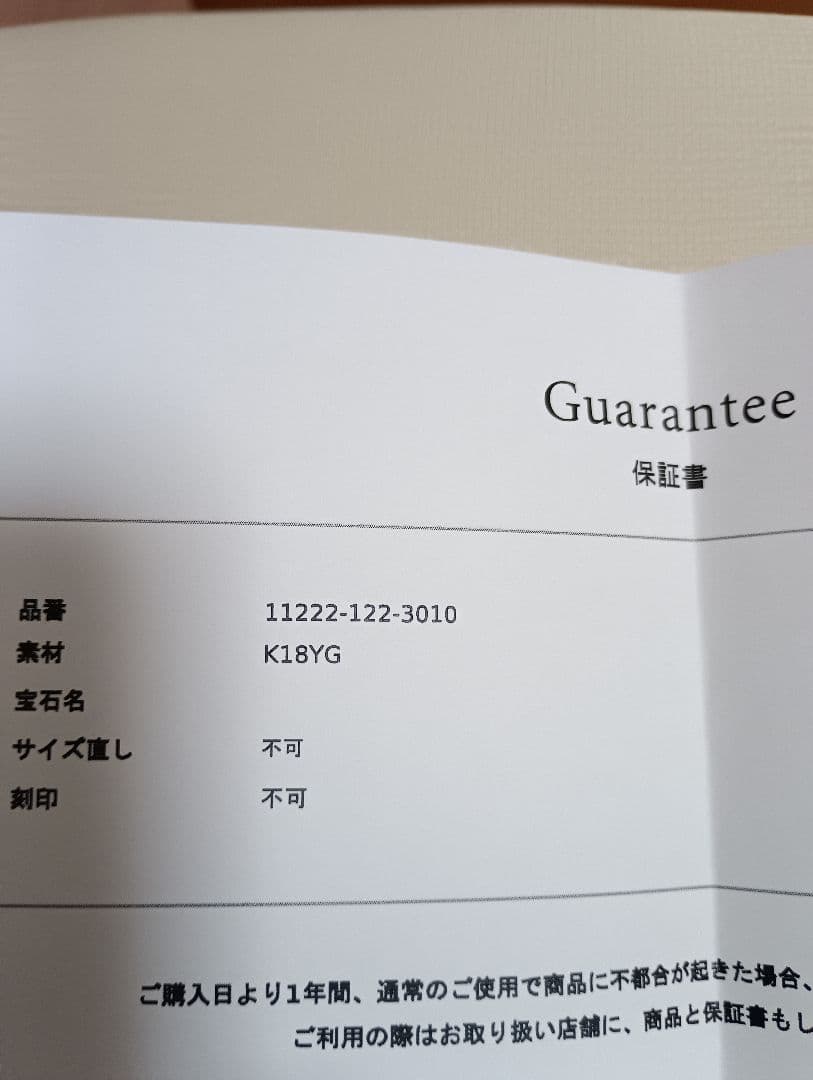 Guarantee
保証書
品番 11222-122-3010
素材 K18YG
宝石名
サイズ直し 不可
刻印 不可
ご購入日より1年間、通常のご使用で商品に不都合が起きた場合、
ご利用の際はお取り扱い店舗に、商品と保証書もし